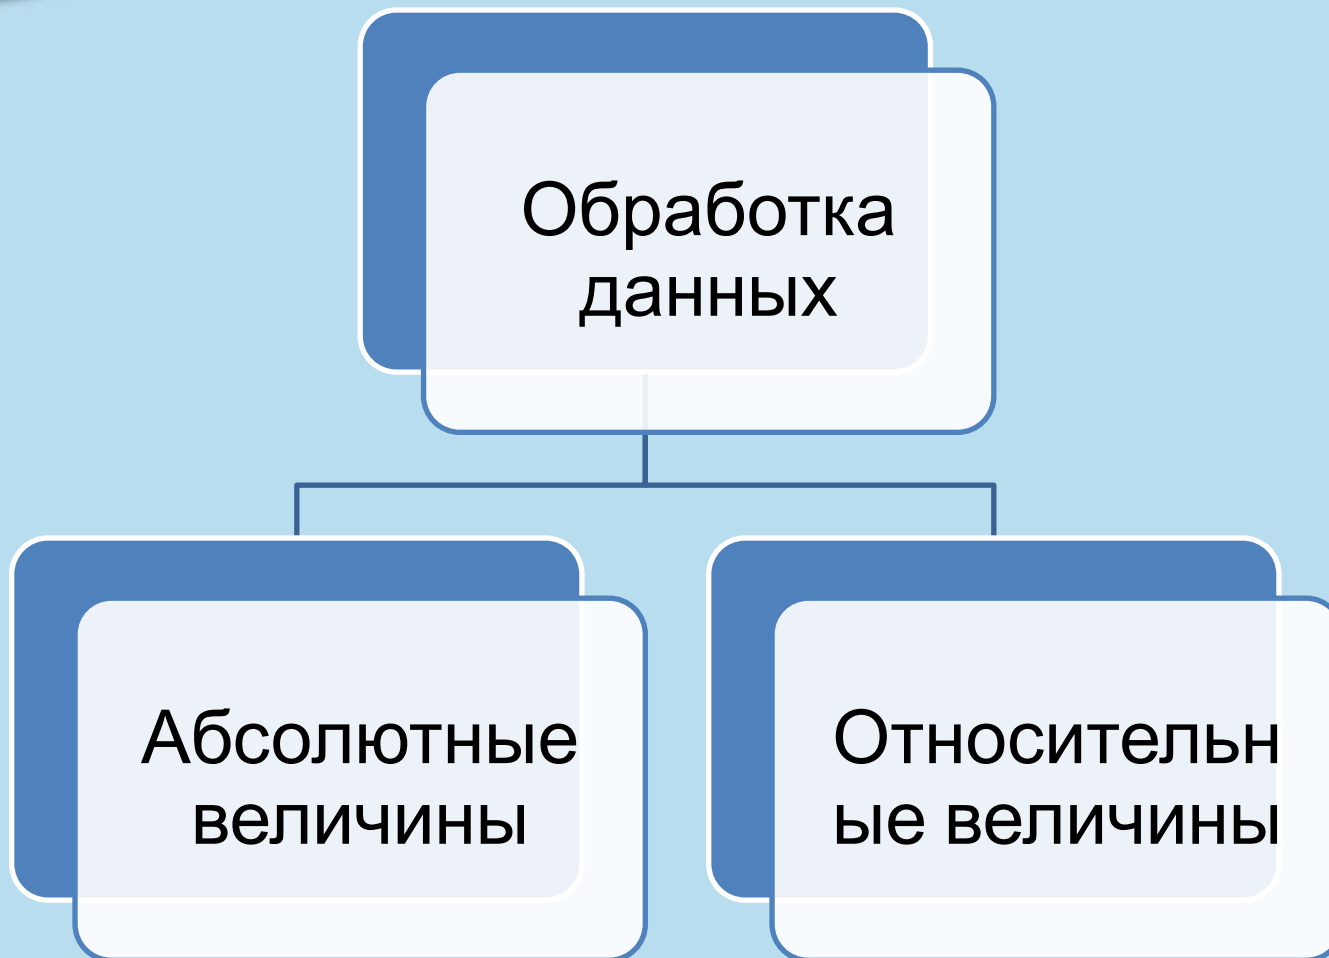 Обработка
данных
Абсолютные
величины
Относительн
ые величины